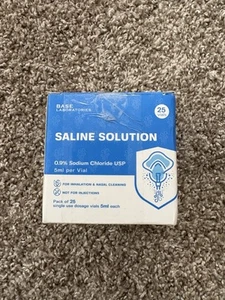 BASE
LABORATORIES
25
SALINE SOLUTION
0.9% Sodium Chloride USP
5ml per Vial
FOR INHALATION & NASAL CLEANING
NOT FOR INJECTIONS
Pack of 25
single use dosage vials 5ml each